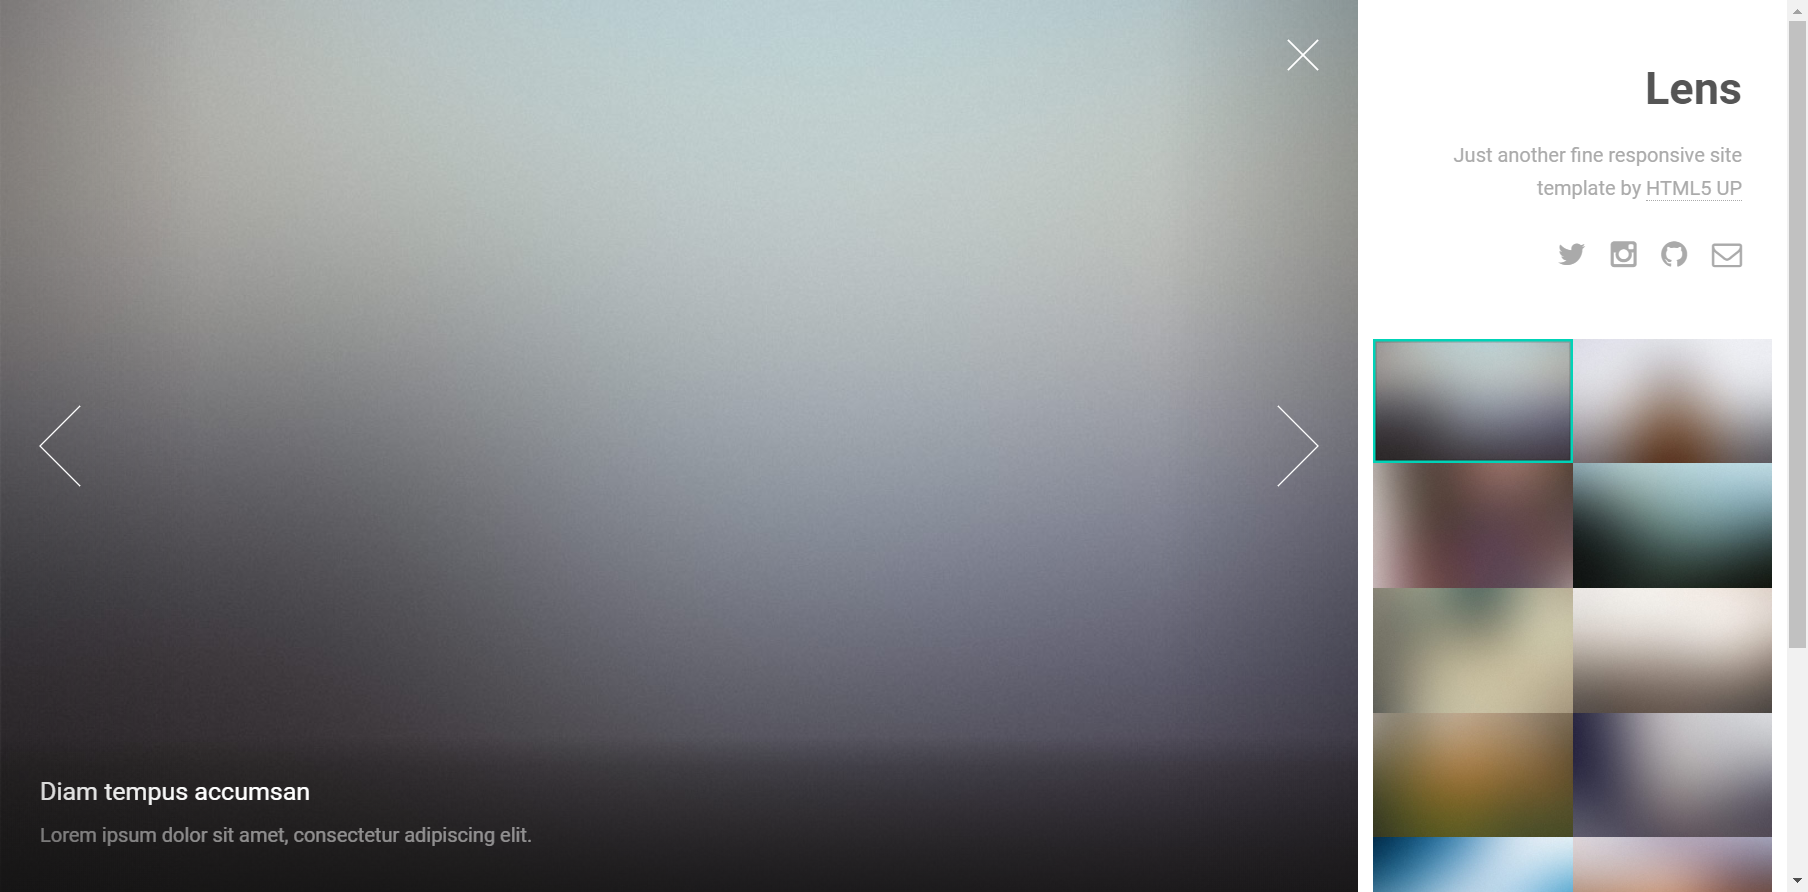 Lens
Just another fine responsive site
template by HTML5 UP
Diam tempus accumsan
Lorem ipsum dolor sit amet, consectetur adipiscing elit.